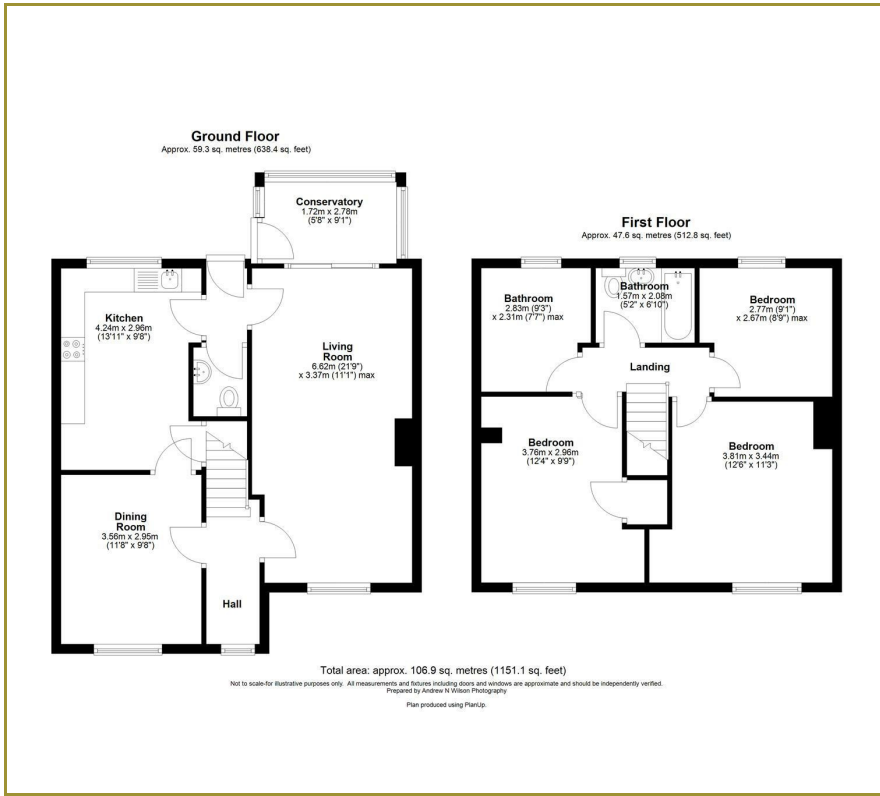 Ground Floor
Approx. 59.3 sq. metres (638.4 sq. feet)
Conservatory
1.72m x 2.78m
(5'8" x 9'1")
Kitchen
4.24m x 2.96m
(13'11" x 9'8")
Living
Room
6.62m (21'9")
x 3.37m (11'1") max
Dining
Room
3.56m x 2.95m
(11'8" x 9'8")
Hall
First Floor
Approx. 47.6 sq. metres (512.8 sq. feet)
Bathroom
2.83m (9'3")
x 2.31m (7'7") max
Bathroom
1.57m x 2.08m
(5'2" x 6'10")
Bedroom
2.77m (9'1")
x 2.67m (8'9") max
Landing
Bedroom
3.76m x 2.96m
(12'4" x 9'9")
Bedroom
3.81m x 3.44m
(12'6" x 11'3")
Total area: approx. 106.9 sq. metres (1151.1 sq. feet)
Not to scale-for illustrative purposes only. All measurements and fixtures including doors and windows are approximate and should be independently verified.
Prepared by Andrew N Wilson Photography
Plan produced using PlanUp.